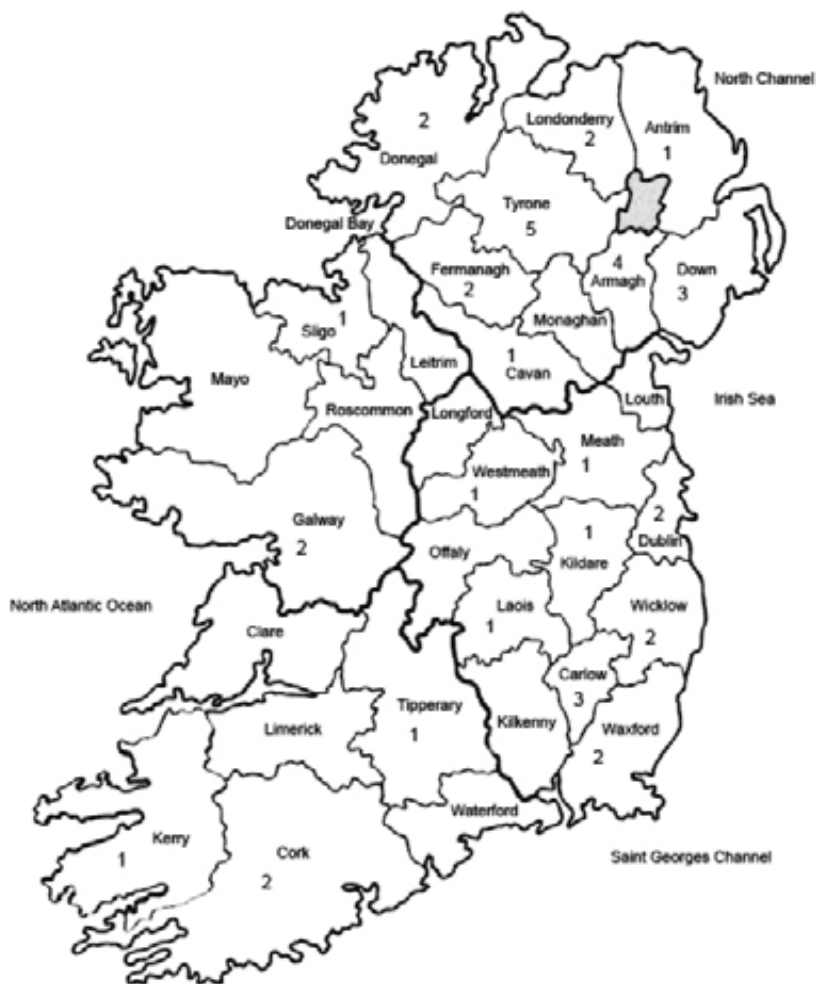 North Channel
Londonderry
2
Antrim
1
2
Donegal
Tyrone
5
Donegal Bay
Fermanagh
2
4
Armagh
Down
3
Monaghan
1
Sligo
1
Cavan
Leitrim
Mayo
Roscommon
Longford
Louth
Irish Sea
Meath
1
Westmeath
1
Galway
2
Offaly
1
Kildare
2
Dublin
North Atlantic Ocean
Laois
1
Wicklow
2
Clare
Carlow
3
Tipperary
1
Limerick
Kilkenny
Waxford
2
Waterford
Kerry
1
Cork
2
Saint Georges Channel